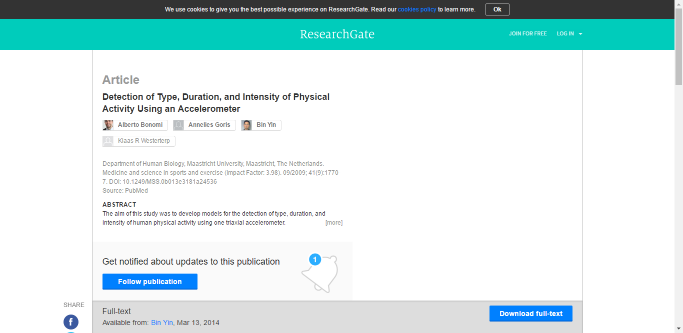 We use cookies to give you the best possible experience on ResearchGate. Read our cookies policy to learn more. Ok
ResearchGate
JOIN FOR FREE LOG IN
Article
Detection of Type, Duration, and Intensity of Physical
Activity Using an Accelerometer
Alberto Bonomi Annelies Goris Bin Yin
Klaas R Westerterp
Department of Human Biology, Maastricht University, Maastricht, The Netherlands.
Medicine and science in sports and exercise (Impact Factor: 3.98). 09/2009; 41(9):1770-
7. DOI: 10.1249/MSS.0b013e3181a24536
Source: PubMed
ABSTRACT
The aim of this study was to develop models for the detection of type, duration, and
intensity of human physical activity using one triaxial accelerometer. [more]
Get notified about updates to this publication
1
Follow publication
SHARE
Full-text
Available from: Bin Yin, Mar 13, 2014
Download full-text
f